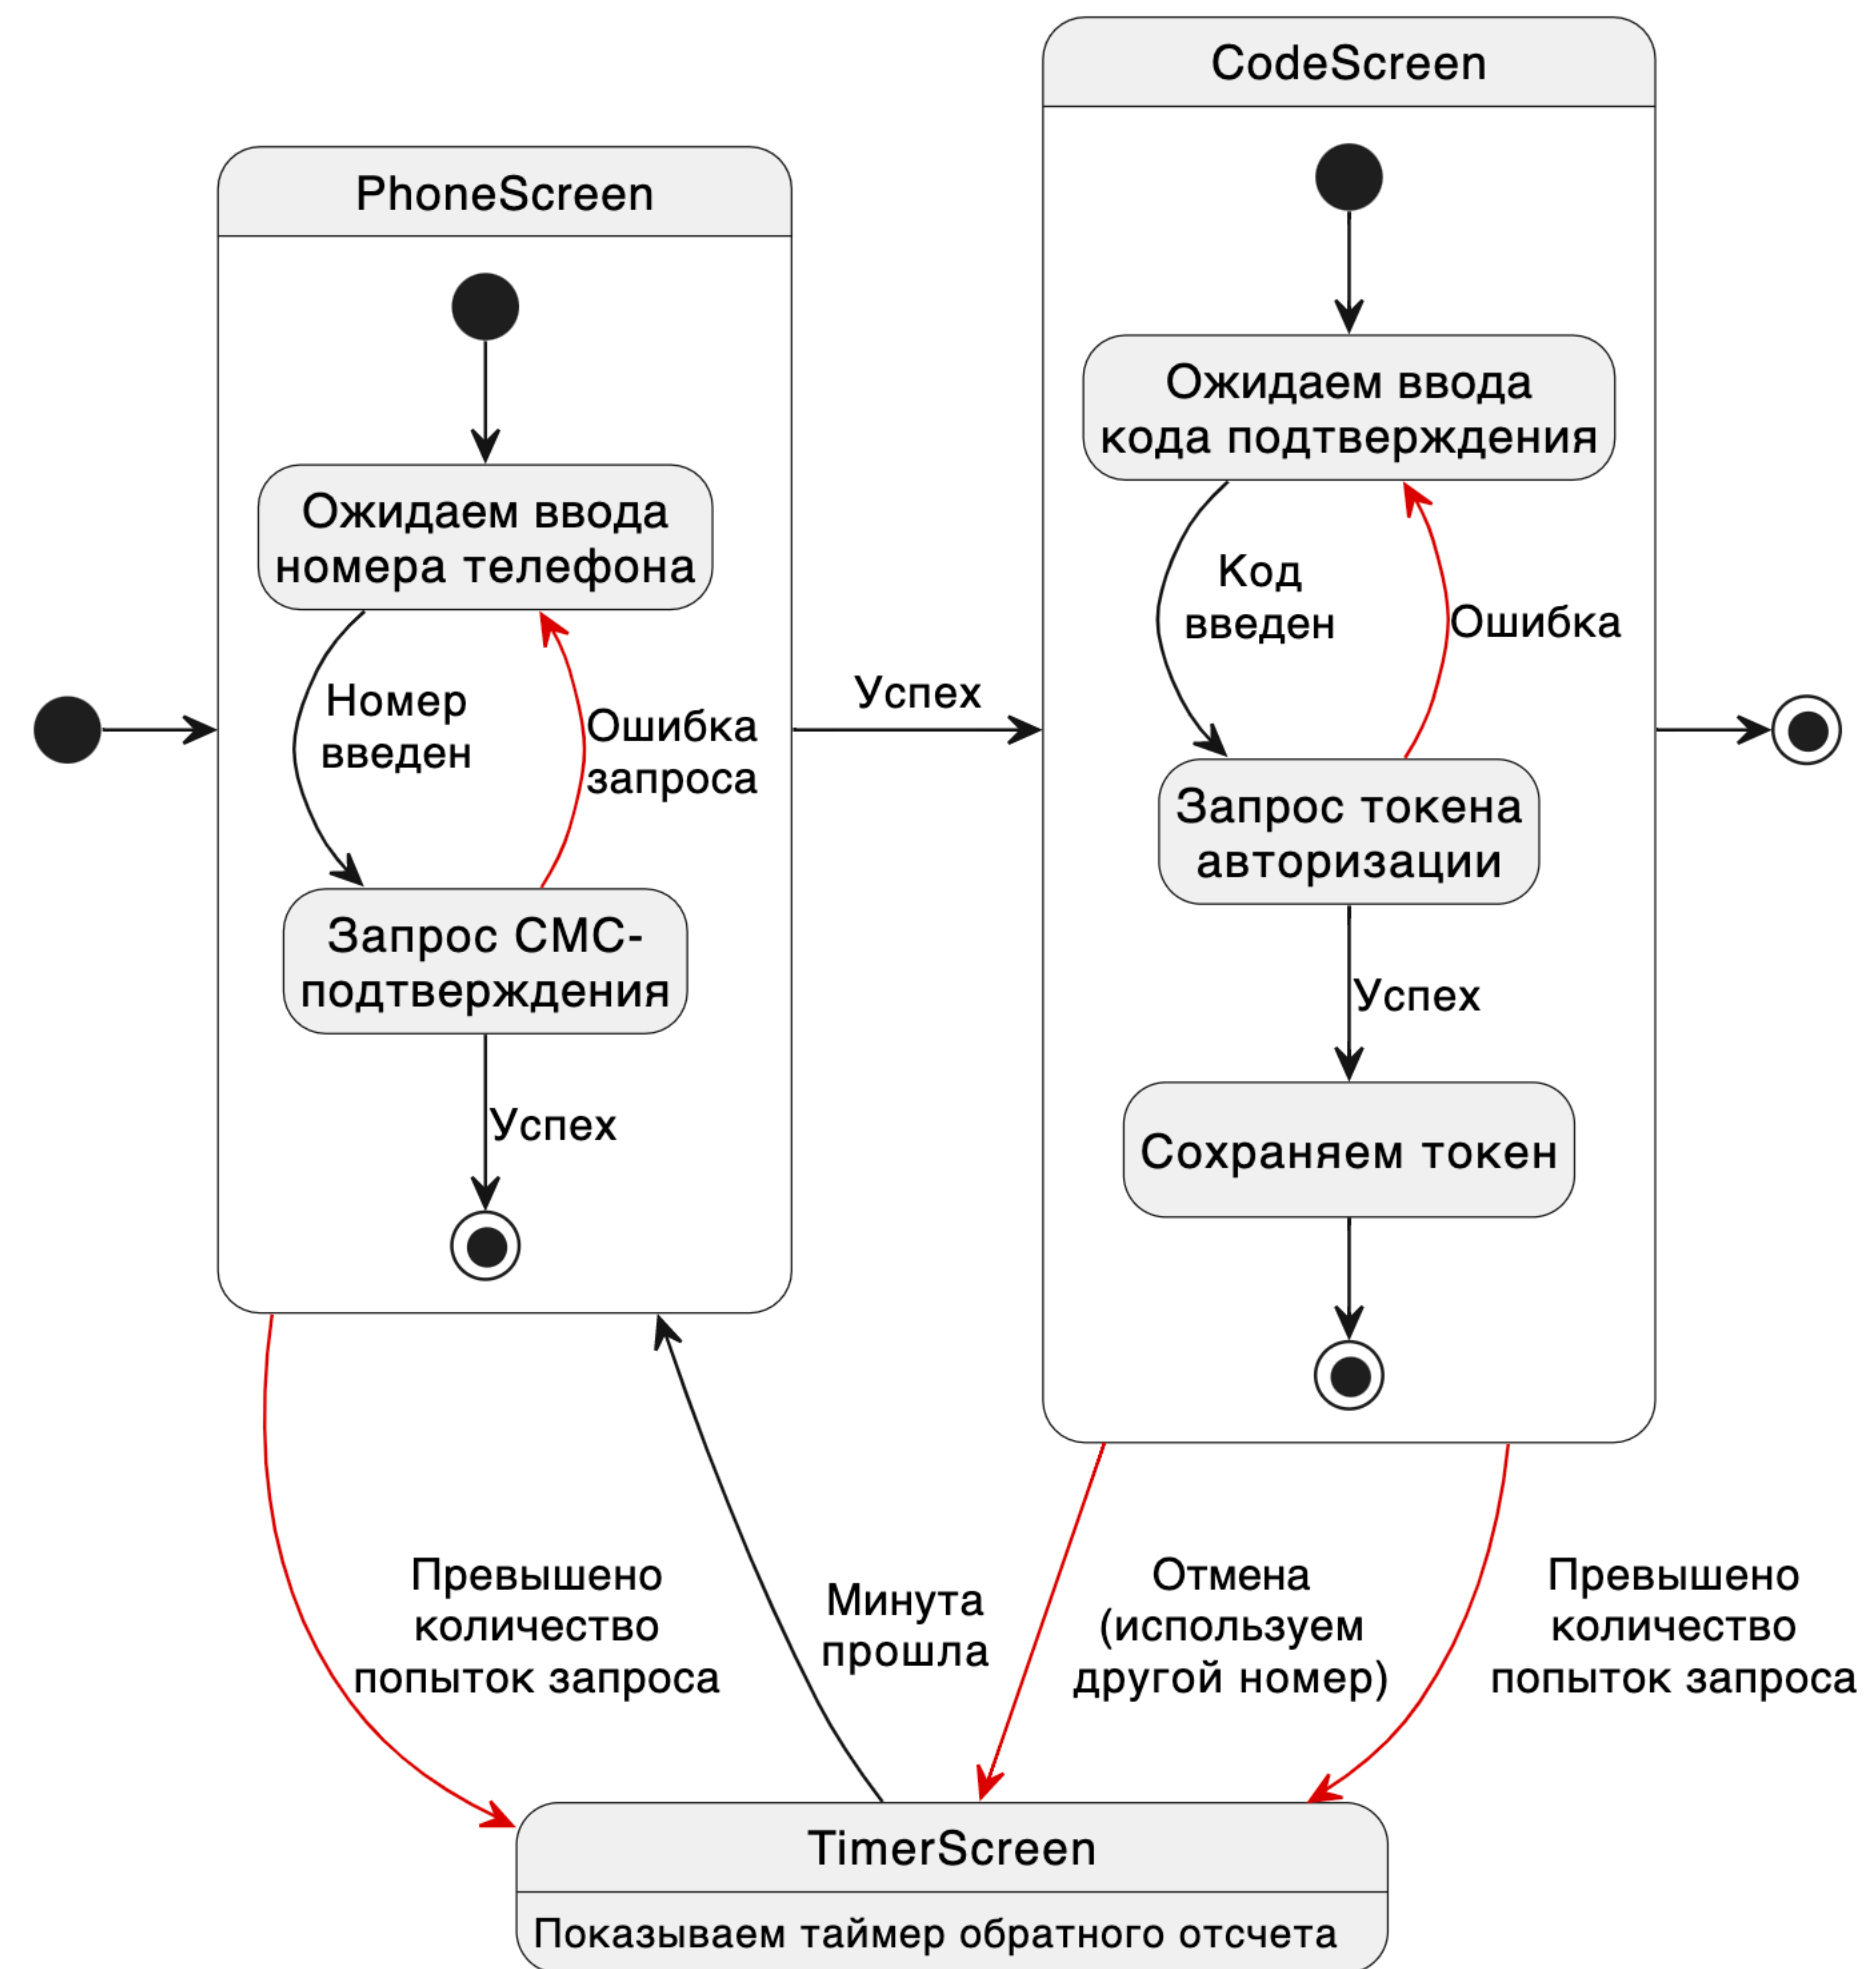 PhoneScreen
Ожидаем ввода
номера телефона
Номер
введен
Ошибка
запроса
Запрос СМС-
подтверждения
Успех
Успех
CodeScreen
Ожидаем ввода
кода подтверждения
Код
введен
Ошибка
Запрос токена
авторизации
Успех
Сохраняем токен
Превышено
количество
попыток запроса
Минута
прошла
Отмена
(используем
другой номер)
Превышено
количество
попыток запроса
TimerScreen
Показываем таймер обратного отсчета